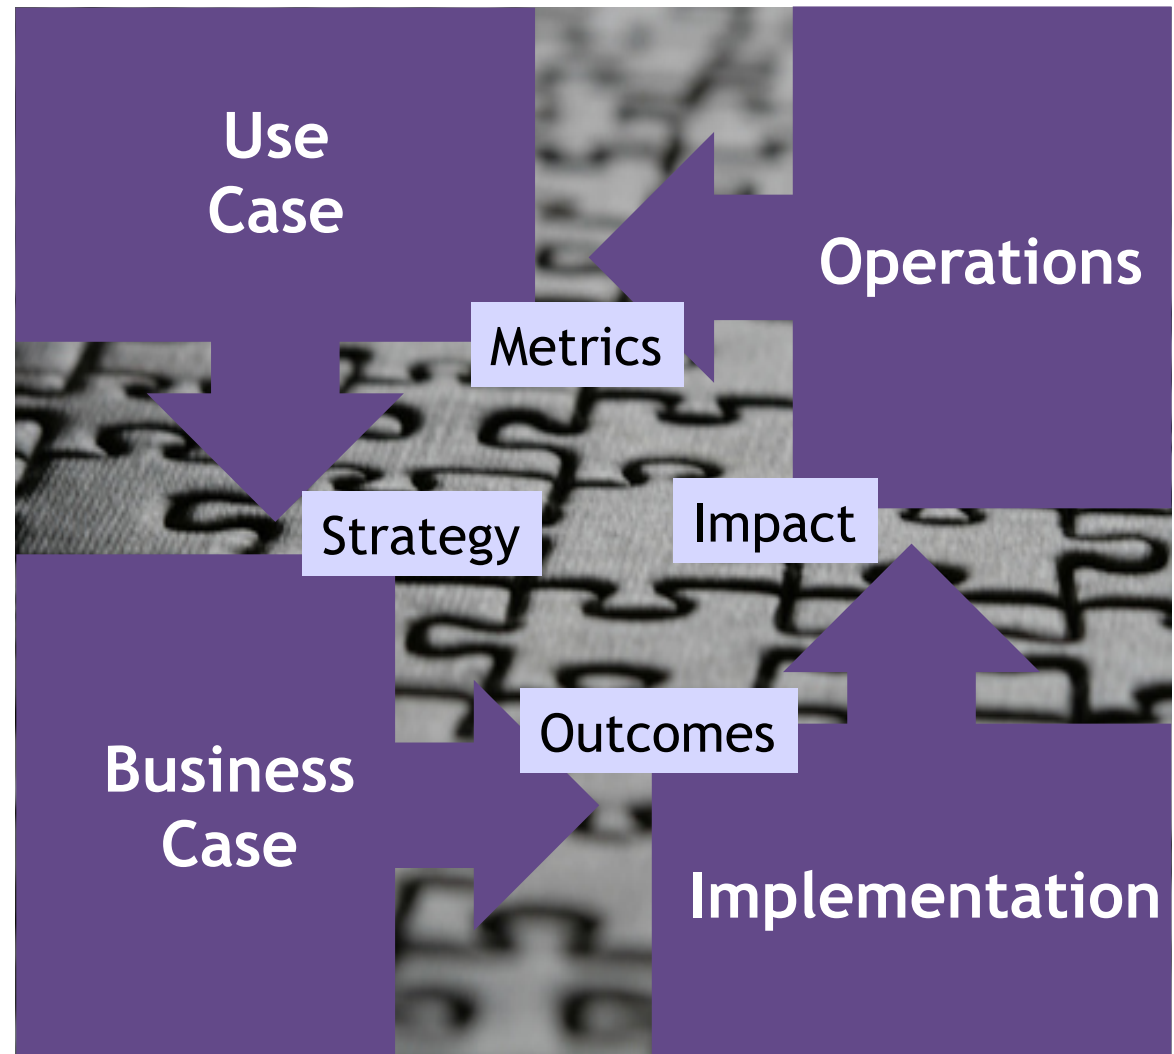 Use
Case
Operations
Metrics
Strategy
Impact
Outcomes
Business
Case
Implementation